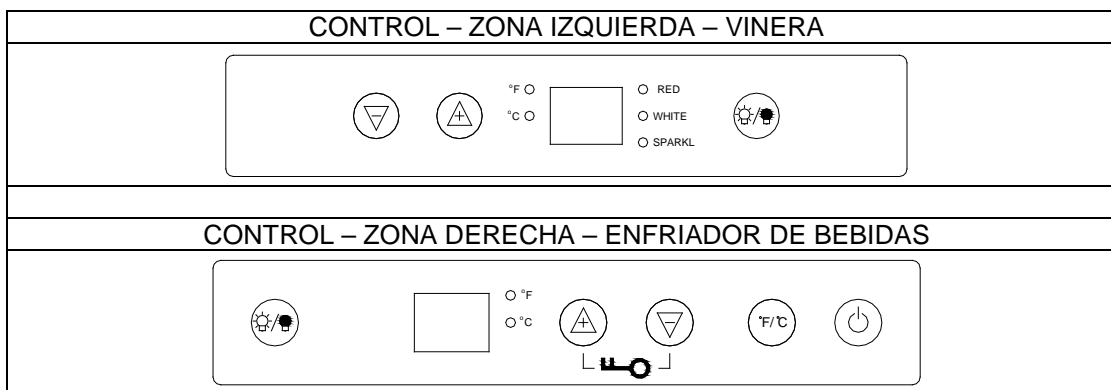 CONTROL – ZONA IZQUIERDA – VINERA
°F
RED
°C
WHITE
SPARKL
CONTROL – ZONA DERECHA – ENFRIADOR DE BEBIDAS
°F
°C
°F/°C